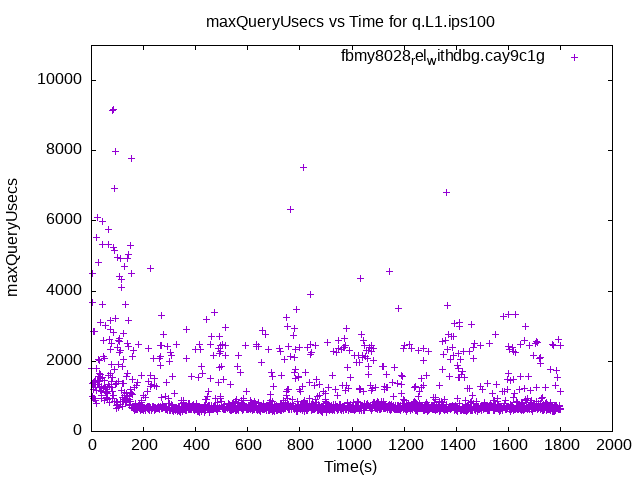 maxQueryUsecs vs Time for q.L1.ips100
fbmy8028relwithdbg.cay9c1g
10000
8000
6000
4000
2000
0
maxQueryUsecs
0 200 400 600 800 1000 1200 1400 1600 1800 2000
Time(s)